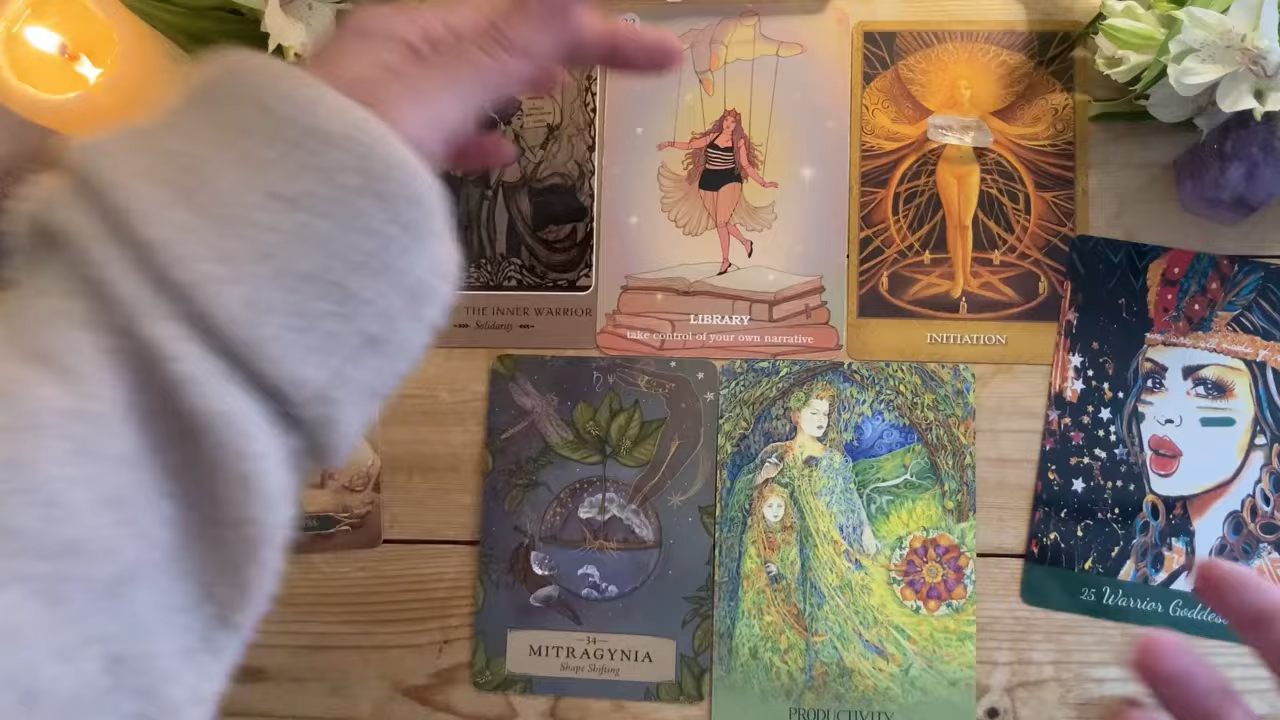 THE INNER WARRIOR
Solidarity
LIBRARY
take control of your own narrative
INITIATION
34
MITRAGYNIA
Shape Shifting
PRODUCTIVITY
25. Warrior Goddess